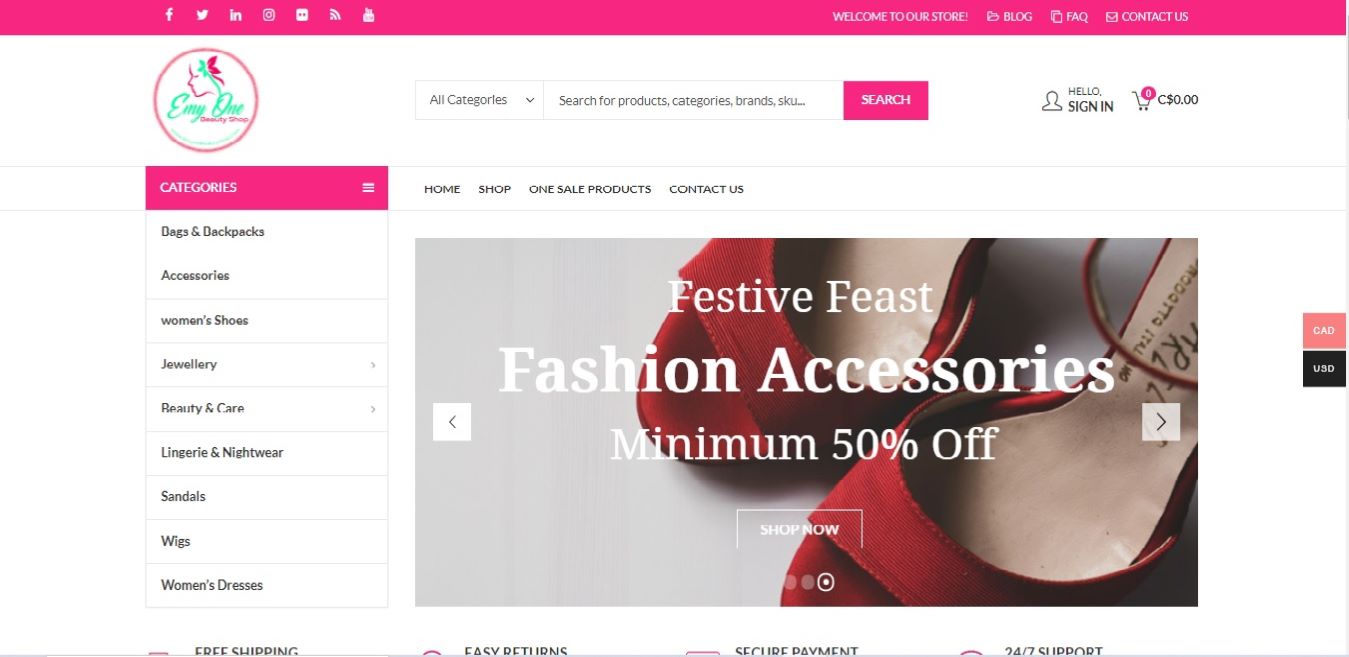 WELCOME TO OUR STORE! BLOG FAQ CONTACT US
Emy One
Beauty Shop
All Categories Search for products, categories, brands, sku... SEARCH
HELLO,
SIGN IN
0 C$0.00
CATEGORIES
HOME SHOP ONE SALE PRODUCTS CONTACT US
Bags & Backpacks
Accessories
women's Shoes
Jewellery
Beauty & Care
Lingerie & Nightwear
Sandals
Wigs
Women's Dresses
Festive Feast
Fashion Accessories
Minimum 50% Off
SHOP NOW
CAD
USD
FREE SHIPPING EASY RETURNS SECURE PAYMENT 24/7 SUPPORT